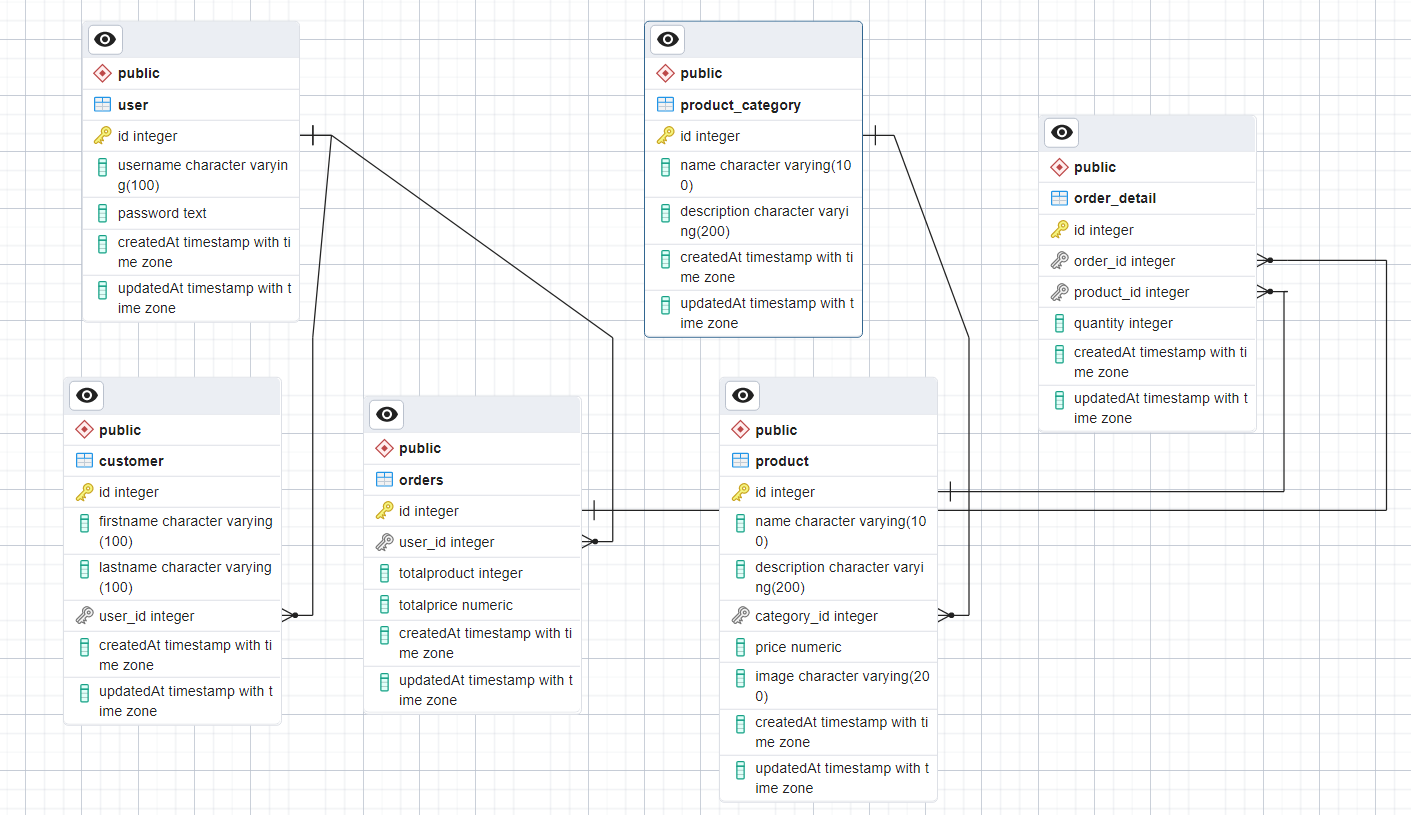 public
user
id integer
username character varyin
g(100)
password text
createdAt timestamp with ti
me zone
updatedAt timestamp with t
ime zone
public
product_category
id integer
name character varying(10
0)
description character varyi
ng(200)
createdAt timestamp with ti
me zone
updatedAt timestamp with t
ime zone
public
order_detail
id integer
order_id integer
product_id integer
quantity integer
createdAt timestamp with ti
me zone
updatedAt timestamp with t
ime zone
public
customer
id integer
firstname character varying
(100)
lastname character varying
(100)
user_id integer
createdAt timestamp with ti
me zone
updatedAt timestamp with t
ime zone
public
orders
id integer
user_id integer
totalproduct integer
totalprice numeric
createdAt timestamp with ti
me zone
updatedAt timestamp with t
ime zone
public
product
id integer
name character varying(10
0)
description character varyi
ng(200)
category_id integer
price numeric
image character varying(20
0)
createdAt timestamp with ti
me zone
updatedAt timestamp with t
ime zone